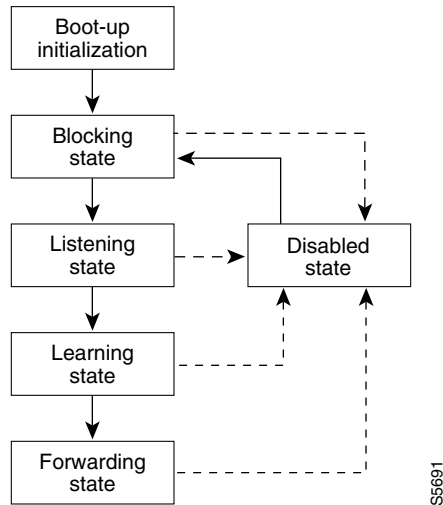 Boot-up
initialization
Blocking
state
Listening
state
Disabled
state
Learning
state
Forwarding
state
S5691